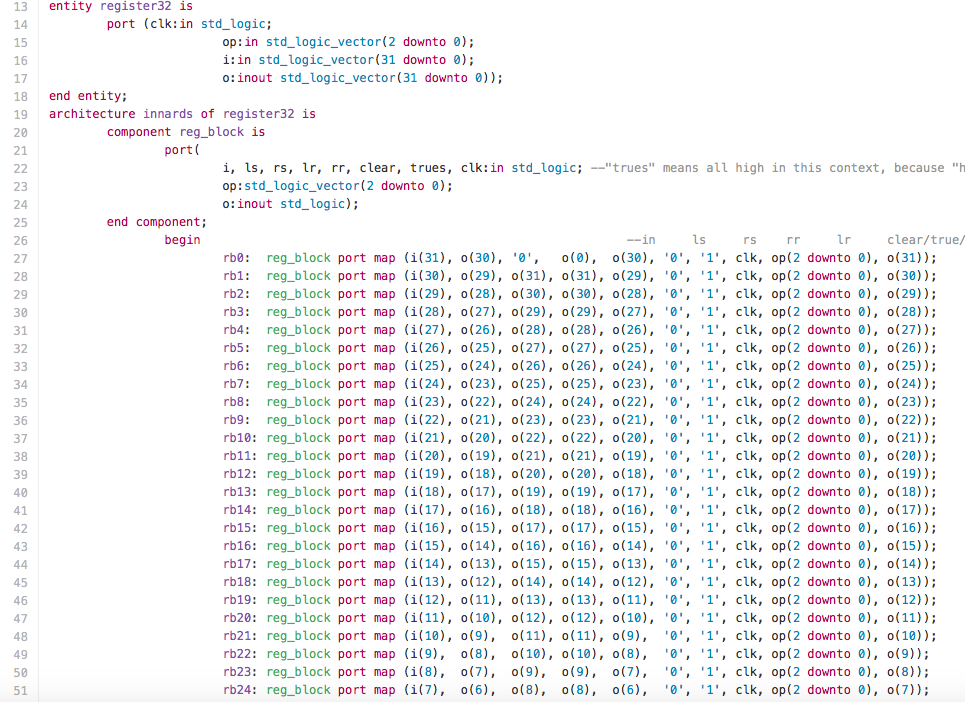 13 entity register32 is
14 port (clk:in std_logic;
15 op:in std_logic_vector(2 downto 0);
16 i:in std_logic_vector(31 downto 0);
17 o:inout std_logic_vector(31 downto 0));
18 end entity;
19 architecture innards of register32 is
20 component reg_block is
21 port(
22 i, ls, rs, lr, rr, clear, trues, clk:in std_logic; --"trues" means all high in this context, because "h
23 op:std_logic_vector(2 downto 0);
24 o:inout std_logic);
25 end component;
26 begin --in ls rs rr lr clear/true/
27 rb0: reg_block port map (i(31), o(30), '0', o(0), o(30), '0', '1', clk, op(2 downto 0), o(31));
28 rb1: reg_block port map (i(30), o(29), o(31), o(31), o(29), '0', '1', clk, op(2 downto 0), o(30));
29 rb2: reg_block port map (i(29), o(28), o(30), o(30), o(28), '0', '1', clk, op(2 downto 0), o(29));
30 rb3: reg_block port map (i(28), o(27), o(29), o(29), o(27), '0', '1', clk, op(2 downto 0), o(28));
31 rb4: reg_block port map (i(27), o(26), o(28), o(28), o(26), '0', '1', clk, op(2 downto 0), o(27));
32 rb5: reg_block port map (i(26), o(25), o(27), o(27), o(25), '0', '1', clk, op(2 downto 0), o(26));
33 rb6: reg_block port map (i(25), o(24), o(26), o(26), o(24), '0', '1', clk, op(2 downto 0), o(25));
34 rb7: reg_block port map (i(24), o(23), o(25), o(25), o(23), '0', '1', clk, op(2 downto 0), o(24));
35 rb8: reg_block port map (i(23), o(22), o(24), o(24), o(22), '0', '1', clk, op(2 downto 0), o(23));
36 rb9: reg_block port map (i(22), o(21), o(23), o(23), o(21), '0', '1', clk, op(2 downto 0), o(22));
37 rb10: reg_block port map (i(21), o(20), o(22), o(22), o(20), '0', '1', clk, op(2 downto 0), o(21));
38 rb11: reg_block port map (i(20), o(19), o(21), o(21), o(19), '0', '1', clk, op(2 downto 0), o(20));
39 rb12: reg_block port map (i(19), o(18), o(20), o(20), o(18), '0', '1', clk, op(2 downto 0), o(19));
40 rb13: reg_block port map (i(18), o(17), o(19), o(19), o(17), '0', '1', clk, op(2 downto 0), o(18));
41 rb14: reg_block port map (i(17), o(16), o(18), o(18), o(16), '0', '1', clk, op(2 downto 0), o(17));
42 rb15: reg_block port map (i(16), o(15), o(17), o(17), o(15), '0', '1', clk, op(2 downto 0), o(16));
43 rb16: reg_block port map (i(15), o(14), o(16), o(16), o(14), '0', '1', clk, op(2 downto 0), o(15));
44 rb17: reg_block port map (i(14), o(13), o(15), o(15), o(13), '0', '1', clk, op(2 downto 0), o(14));
45 rb18: reg_block port map (i(13), o(12), o(14), o(14), o(12), '0', '1', clk, op(2 downto 0), o(13));
46 rb19: reg_block port map (i(12), o(11), o(13), o(13), o(11), '0', '1', clk, op(2 downto 0), o(12));
47 rb20: reg_block port map (i(11), o(10), o(12), o(12), o(10), '0', '1', clk, op(2 downto 0), o(11));
48 rb21: reg_block port map (i(10), o(9), o(11), o(11), o(9), '0', '1', clk, op(2 downto 0), o(10));
49 rb22: reg_block port map (i(9), o(8), o(10), o(10), o(8), '0', '1', clk, op(2 downto 0), o(9));
50 rb23: reg_block port map (i(8), o(7), o(9), o(9), o(7), '0', '1', clk, op(2 downto 0), o(8));
51 rb24: reg_block port map (i(7), o(6), o(8), o(8), o(6), '0', '1', clk, op(2 downto 0), o(7));